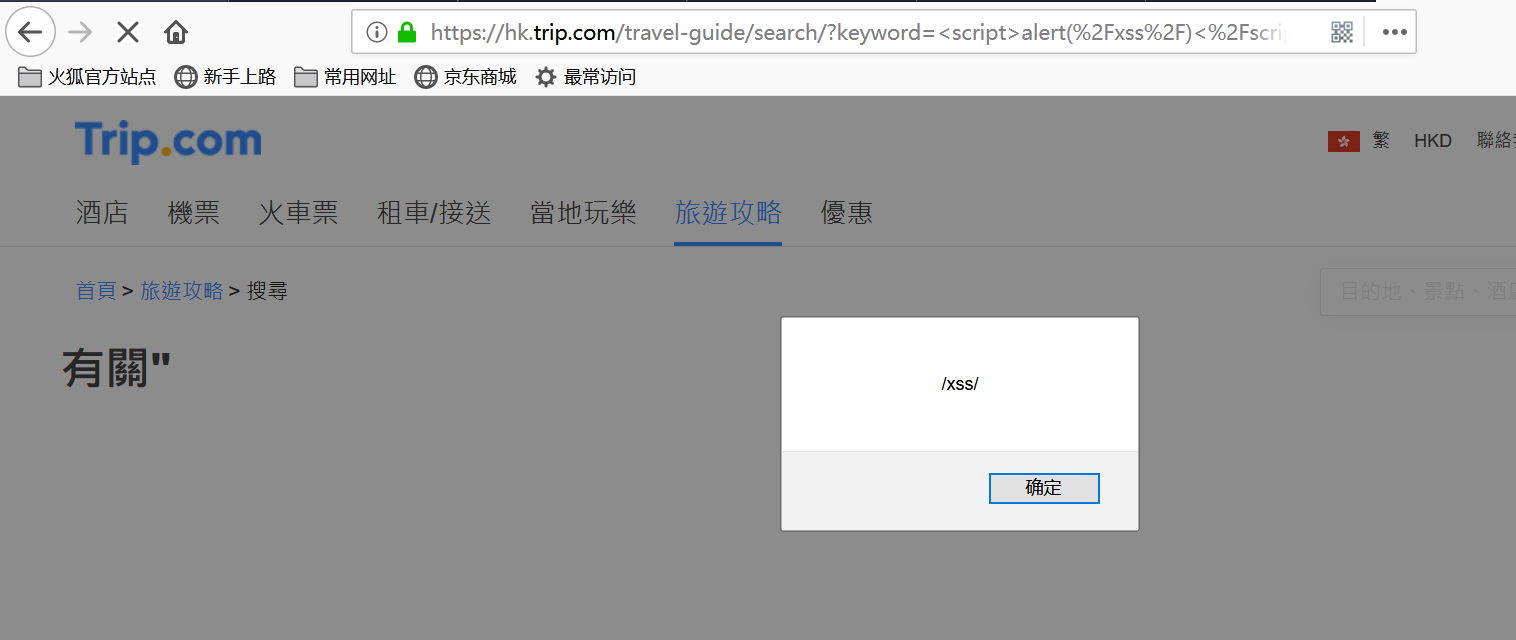 https://hk.trip.com/travel-guide/search/?keyword=<script>alert(%2Fxss%2F)<%2Fscri
火狐官方站点 新手上路 常用网址 京东商城 最常访问
Trip.com
繁 HKD 聯絡
酒店 機票 火車票 租車/接送 當地玩樂 旅遊攻略 優惠
首頁 > 旅遊攻略 > 搜尋
目的地、景點、酒店
有關"
/xss/
确定